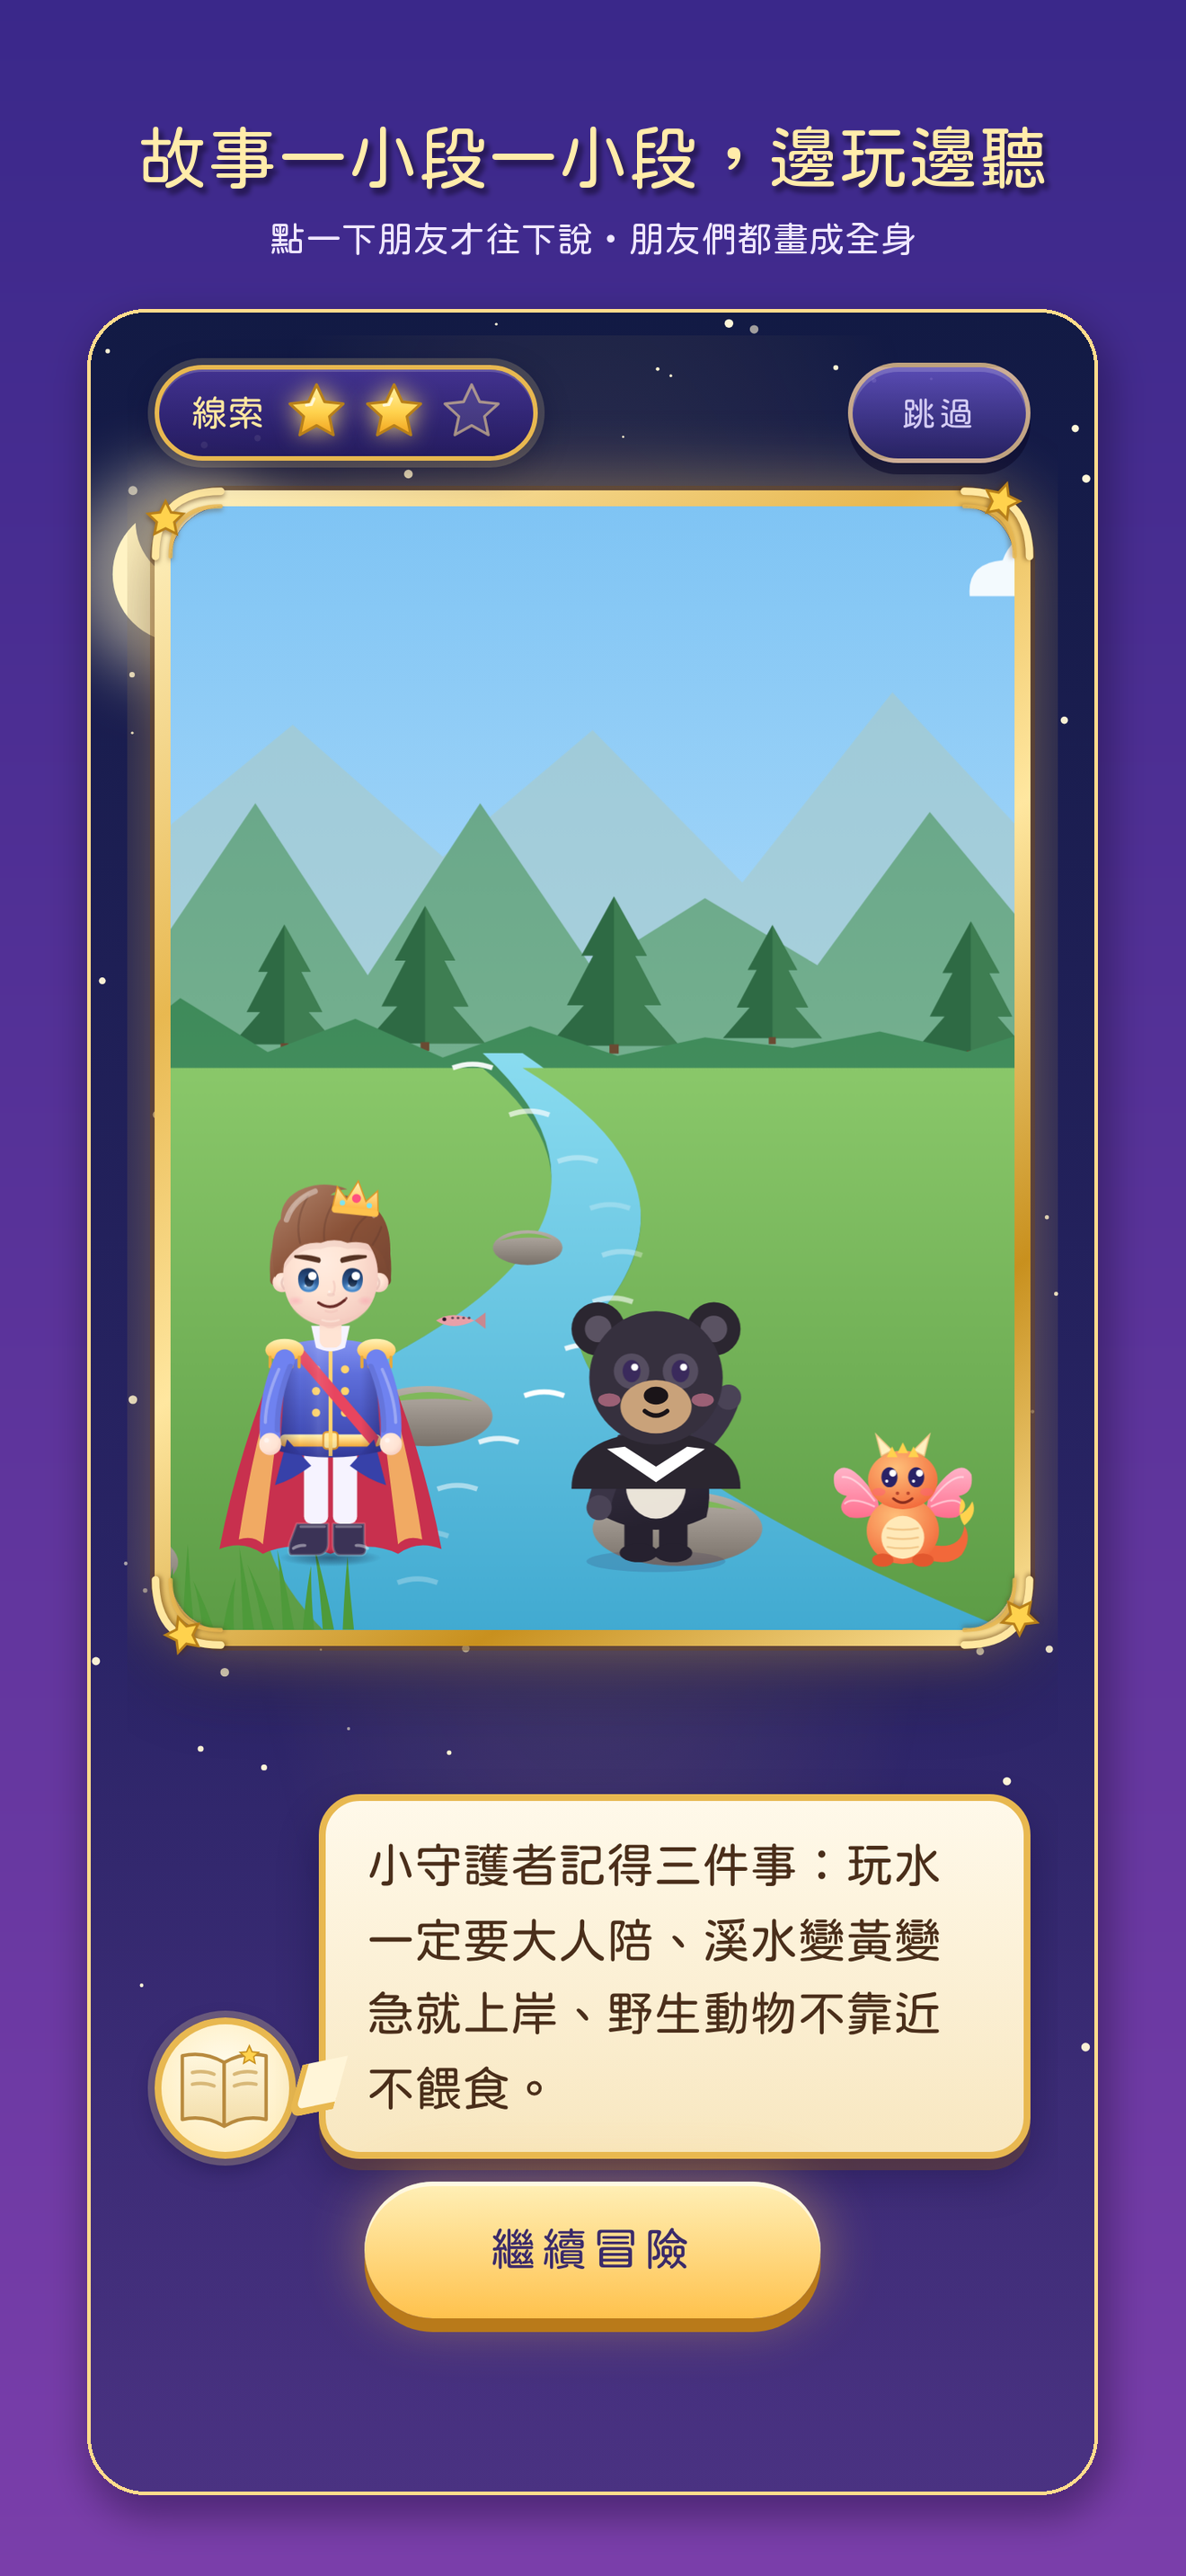 故事一小段一小段，邊玩邊聽
點一下朋友才往下說・朋友們都畫成全身
線索
跳過
小守護者記得三件事：玩水
一定要大人陪、溪水變黃變
急就上岸、野生動物不靠近
不餵食。
繼續冒險